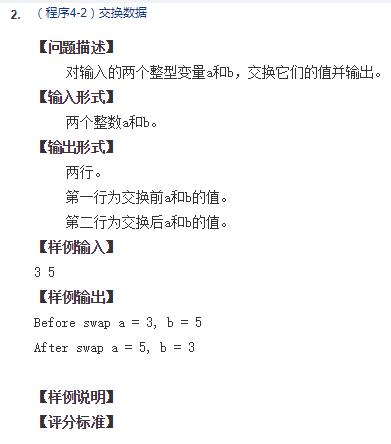 2. （程序4-2）交换数据
【问题描述】
对输入的两个整型变量a和b，交换它们的值并输出。
【输入形式】
两个整数a和b。
【输出形式】
两行。
第一行为交换前a和b的值。
第二行为交换后a和b的值。
【样例输入】
3 5
【样例输出】
Before swap a = 3, b = 5
After swap a = 5, b = 3
【样例说明】
【评分标准】